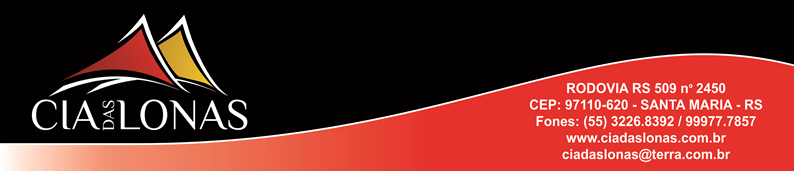 CIA DAS LONAS
RODOVIA RS 509 nº 2450
CEP: 97110-620 - SANTA MARIA - RS
Fones: (55) 3226.8392 / 99977.7857
www.ciadaslonas.com.br
ciadaslonas@terra.com.br